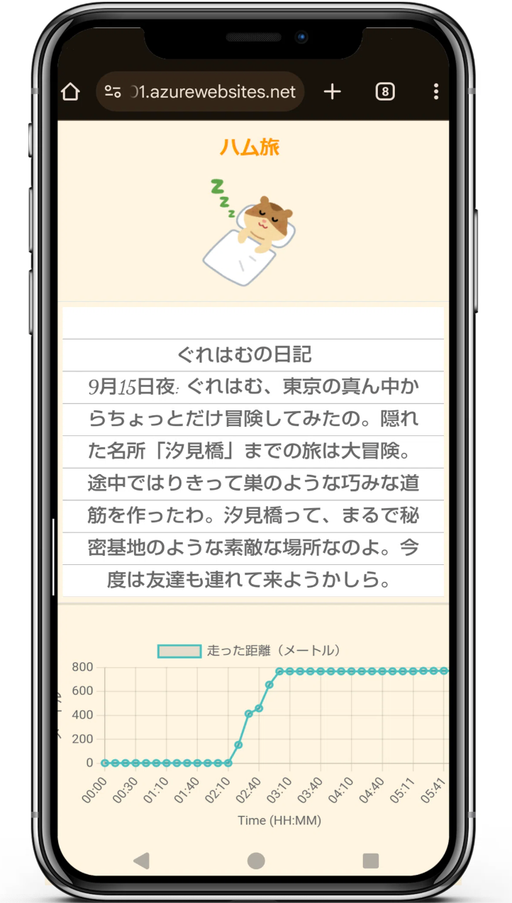 1.azurewebsites.net
8
ハム旅
z
z
z
ぐれはむの日記
9月15日夜: ぐれはむ、東京の真ん中か
らちょっとだけ冒険してみたの。隠れ
た名所「汐見橋」までの旅は大冒険。
途中ではりきって巣のような巧みな道
筋を作ったわ。汐見橋って、まるで秘
密基地のような素敵な場所なのよ。今
度は友達も連れて来ようかしら。
走った距離（メートル）
800
600
400
200
0
00:00 00:30 01:10 01:40 02:10 02:40 03:10 03:40 04:10 04:40 05:11 05:41
Time (HH:MM)